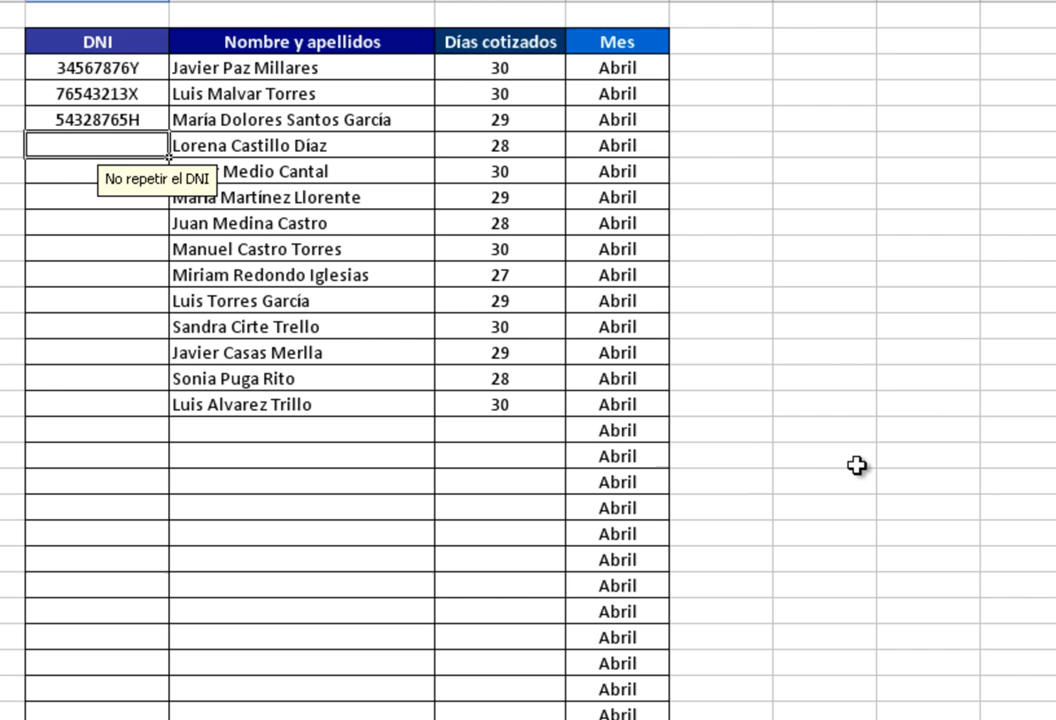 DNI Nombre y apellidos Días cotizados Mes
34567876Y Javier Paz Millares 30 Abril
76543213X Luis Malvar Torres 30 Abril
54328765H María Dolores Santos García 29 Abril
Lorena Castillo Díaz 28 Abril
Medio Cantal 30 Abril
No repetir el DNI
María Martínez Llorente 29 Abril
Juan Medina Castro 28 Abril
Manuel Castro Torres 30 Abril
Miriam Redondo Iglesias 27 Abril
Luis Torres García 29 Abril
Sandra Cirte Trello 30 Abril
Javier Casas Merlla 29 Abril
Sonia Puga Rito 28 Abril
Luis Alvarez Trillo 30 Abril
Abril
Abril
Abril
Abril
Abril
Abril
Abril
Abril
Abril
Abril
Abril
Abril